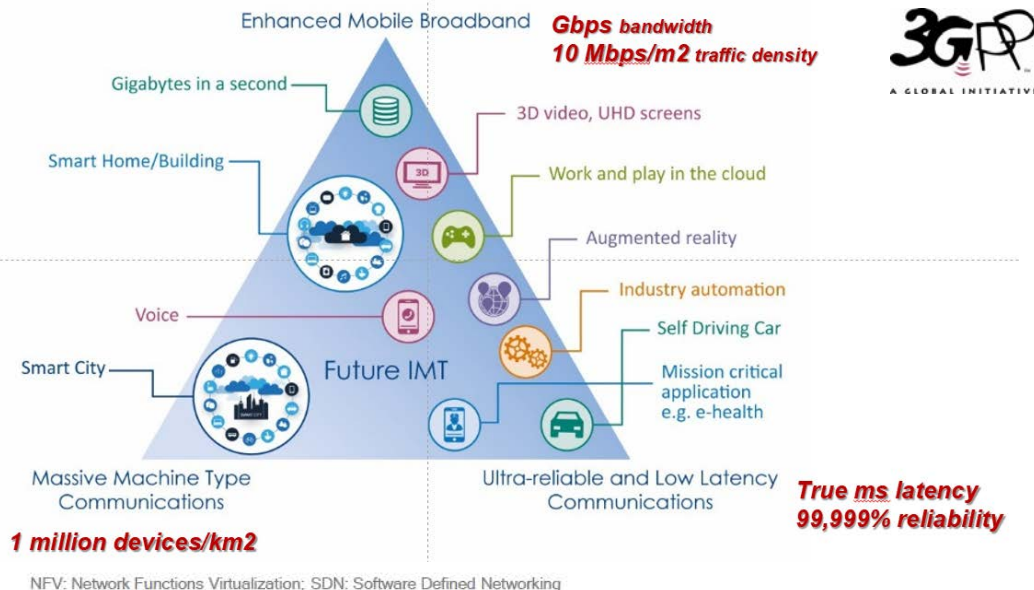 Enhanced Mobile Broadband
Gbps bandwidth
10 Mbps/m2 traffic density
3GPP
TM
A GLOBAL INITIATIVE
Gigabytes in a second
3D video, UHD screens
3D
Smart Home/Building
Work and play in the cloud
Augmented reality
Industry automation
Voice
Self Driving Car
Smart City
Future IMT
Mission critical
application
e.g. e-health
SMART CITY
Massive Machine Type
Communications
Ultra-reliable and Low Latency
Communications
True ms latency
99,999% reliability
1 million devices/km2
NFV: Network Functions Virtualization; SDN: Software Defined Networking